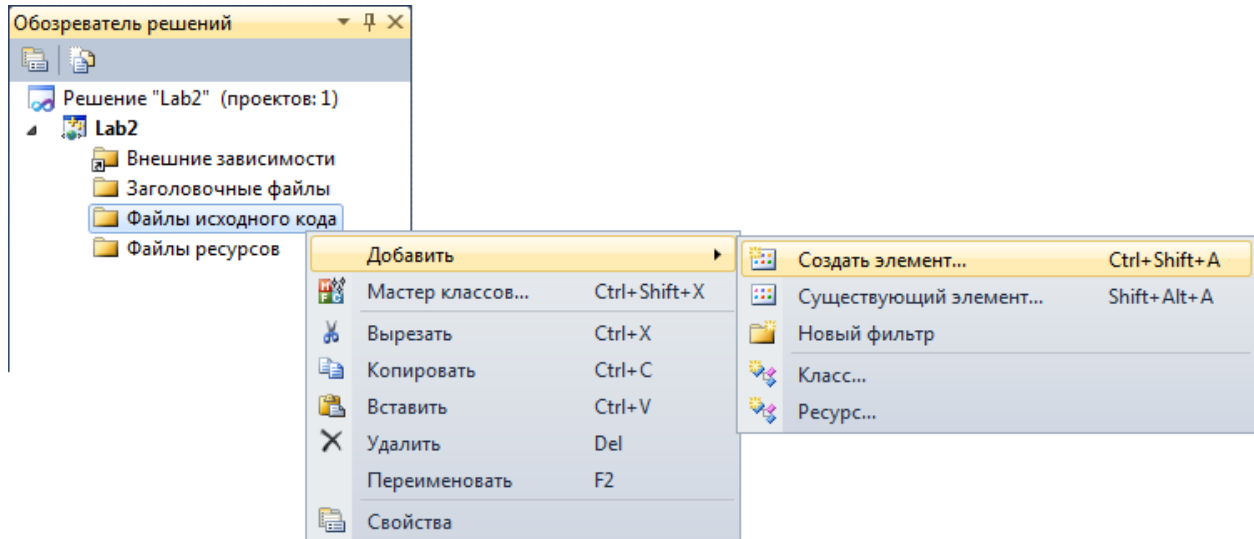 Обозреватель решений
Решение "Lab2" (проектов: 1)
Lab2
Внешние зависимости
Заголовочные файлы
Файлы исходного кода
Файлы ресурсов
Добавить
Мастер классов... Ctrl+Shift+X
Вырезать Ctrl+X
Копировать Ctrl+C
Вставить Ctrl+V
Удалить Del
Переименовать F2
Свойства
Создать элемент... Ctrl+Shift+A
Существующий элемент... Shift+Alt+A
Новый фильтр
Класс...
Ресурс...